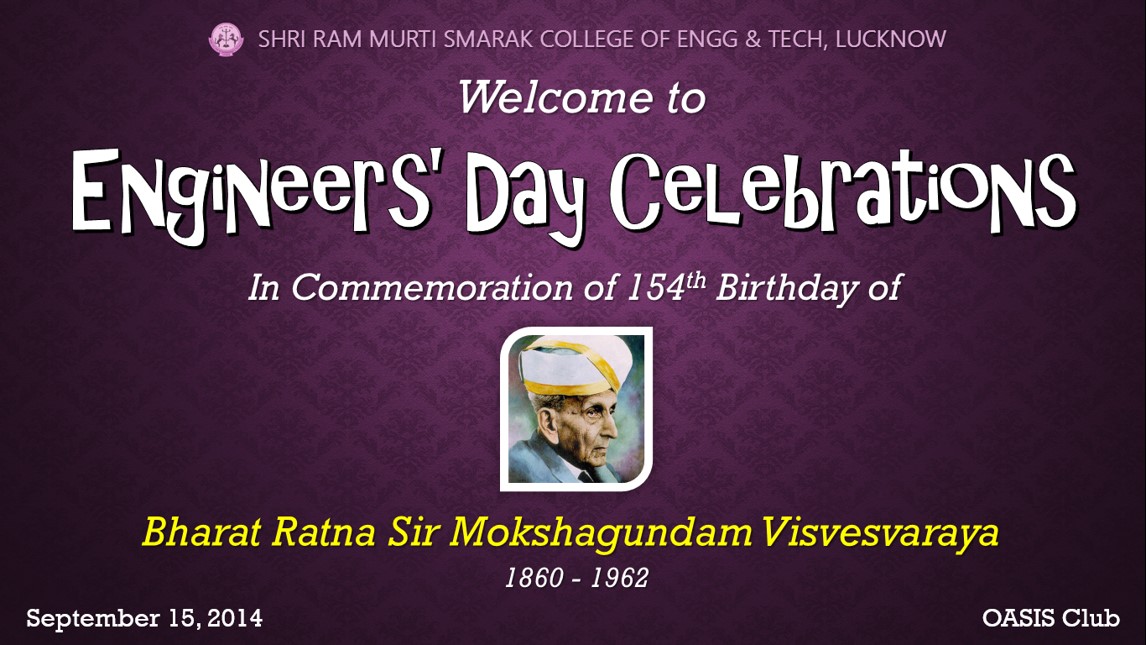 SHRI RAM MURTI SMARAK COLLEGE OF ENGG & TECH, LUCKNOW
Welcome to
Engineers' Day Celebrations
In Commemoration of 154th Birthday of
Bharat Ratna Sir Mokshagundam Visvesvaraya
1860 - 1962
September 15, 2014
OASIS Club